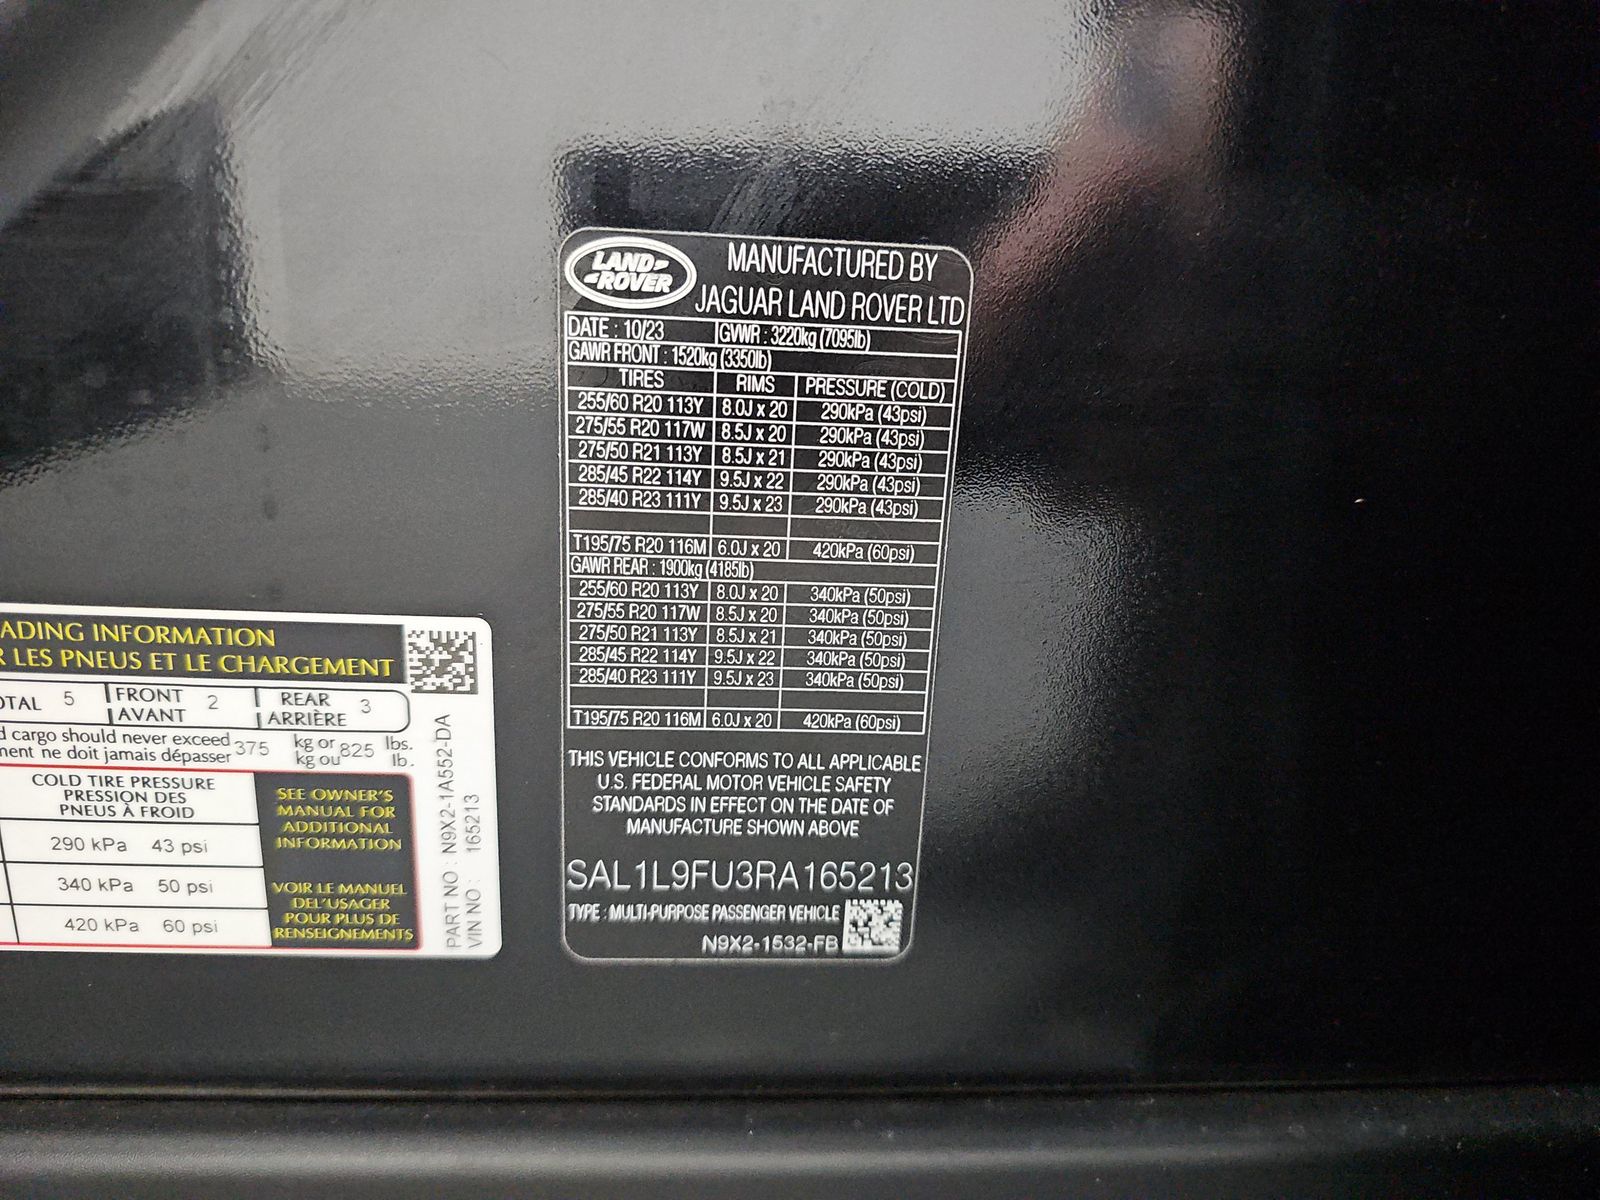 LAND ROVER
MANUFACTURED BY
JAGUAR LAND ROVER LTD
DATE : 10/23 GVWR : 3220kg (7095lb)
GAWR FRONT : 1520kg (3350lb)
TIRES RIMS PRESSURE (COLD)
255/60 R20 113Y 8.0J x 20 290kPa (43psi)
275/55 R20 117W 8.5J x 20 290kPa (43psi)
275/50 R21 113Y 8.5J x 21 290kPa (43psi)
285/45 R22 114Y 9.5J x 22 290kPa (43psi)
285/40 R23 111Y 9.5J x 23 290kPa (43psi)
T195/75 R20 116M 6.0J x 20 420kPa (60psi)
GAWR REAR : 1900kg (4185lb)
255/60 R20 113Y 8.0J x 20 340kPa (50psi)
275/55 R20 117W 8.5J x 20 340kPa (50psi)
275/50 R21 113Y 8.5J x 21 340kPa (50psi)
285/45 R22 114Y 9.5J x 22 340kPa (50psi)
285/40 R23 111Y 9.5J x 23 340kPa (50psi)
T195/75 R20 116M 6.0J x 20 420kPa (60psi)
THIS VEHICLE CONFORMS TO ALL APPLICABLE
U.S. FEDERAL MOTOR VEHICLE SAFETY
STANDARDS IN EFFECT ON THE DATE OF
MANUFACTURE SHOWN ABOVE
SAL1L9FU3RA165213
TYPE : MULTI-PURPOSE PASSENGER VEHICLE
N9X2-1532-FB
ADING INFORMATION
R LES PNEUS ET LE CHARGEMENT
OTAL 5 FRONT 2 REAR 3
AVANT ARRIÈRE
d cargo should never exceed 375 kg or 825 lbs.
ment ne doit jamais dépasser kg ou lb.
COLD TIRE PRESSURE
PRESSION DES
PNEUS À FROID
290 kPa 43 psi
340 kPa 50 psi
420 kPa 60 psi
SEE OWNER'S
MANUAL FOR
ADDITIONAL
INFORMATION
VOIR LE MANUEL
DEL'USAGER
POUR PLUS DE
RENSEIGNEMENTS
PART NO : N9X2-1A552-DA
VIN NO : 165213